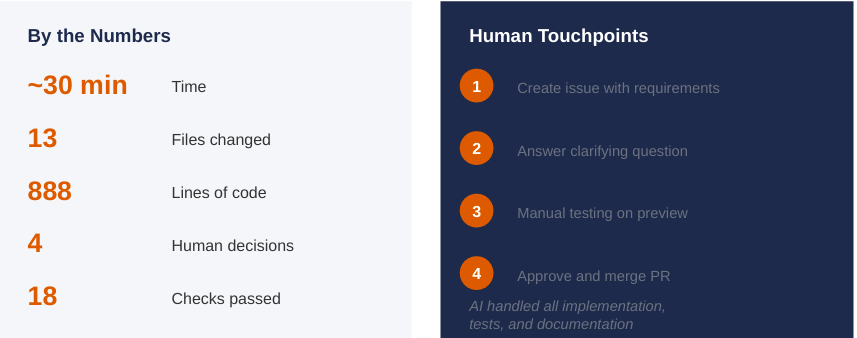 By the Numbers
~30 min Time
13 Files changed
888 Lines of code
4 Human decisions
18 Checks passed
Human Touchpoints
1 Create issue with requirements
2 Answer clarifying question
3 Manual testing on preview
4 Approve and merge PR
AI handled all implementation,
tests, and documentation